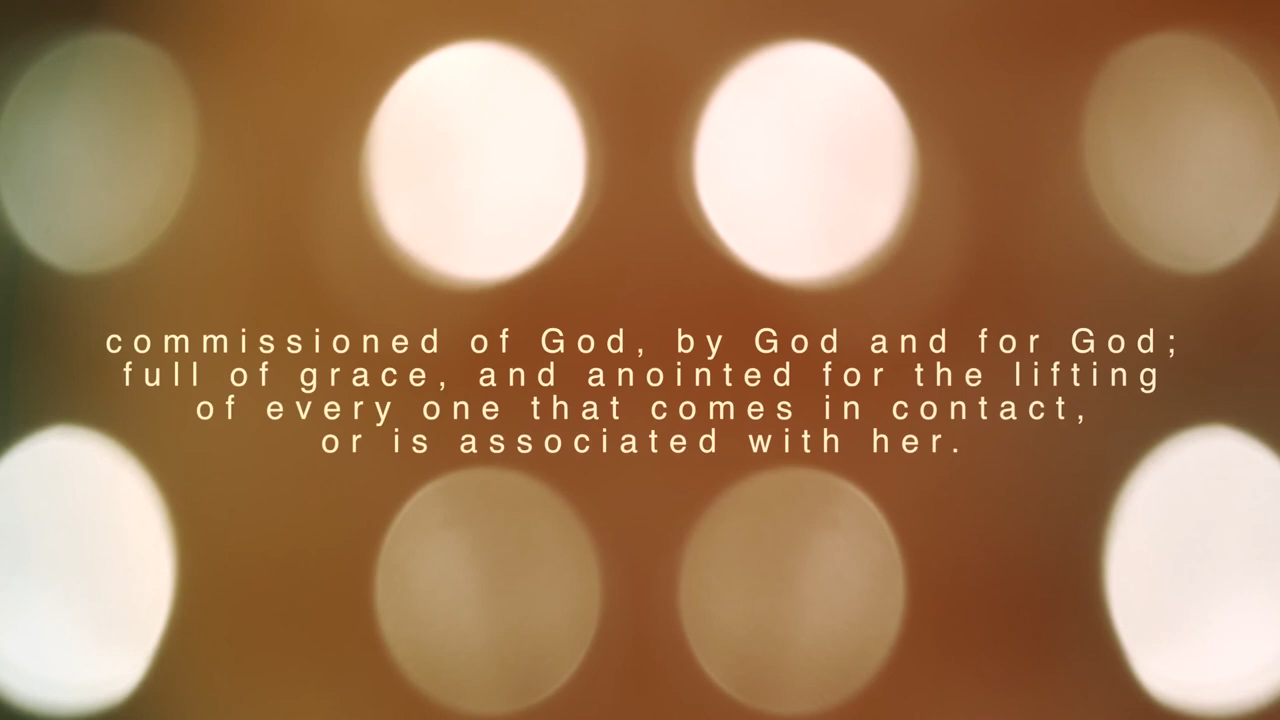 commissioned of God, by God and for God;
full of grace, and anointed for the lifting
of every one that comes in contact,
or is associated with her.